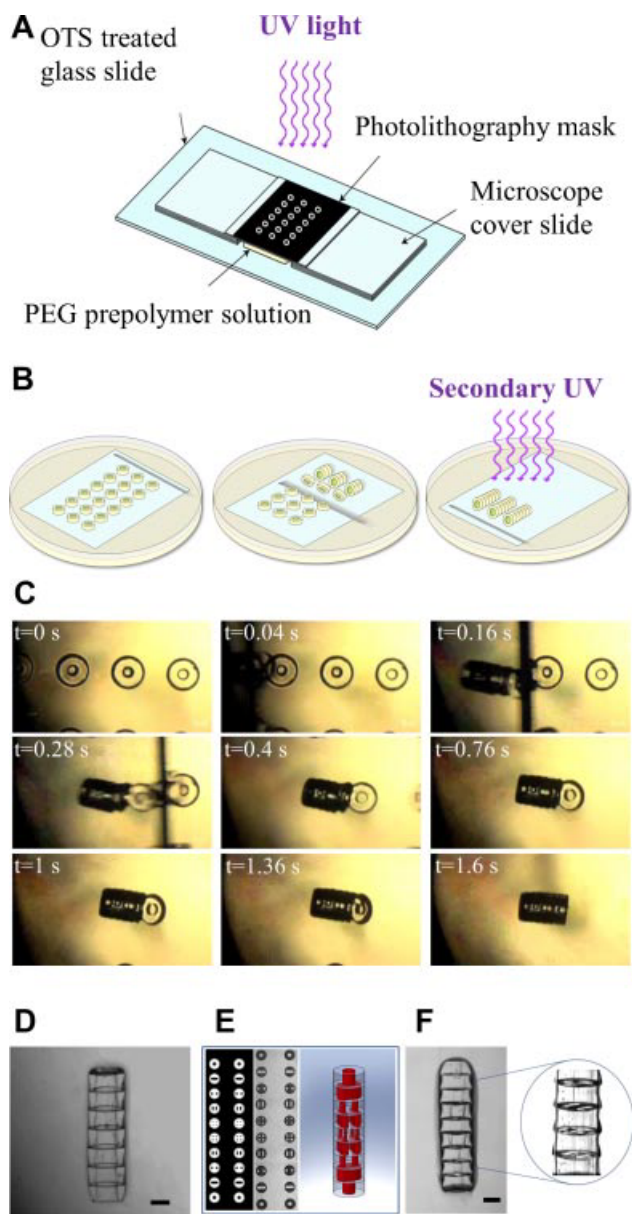 A
OTS treated
glass slide
UV light
Photolithography mask
Microscope
cover slide
PEG prepolymer solution
B
Secondary UV
C
t=0 s
t=0.04 s
t=0.16 s
t=0.28 s
t=0.4 s
t=0.76 s
t=1 s
t=1.36 s
t=1.6 s
D
E
F